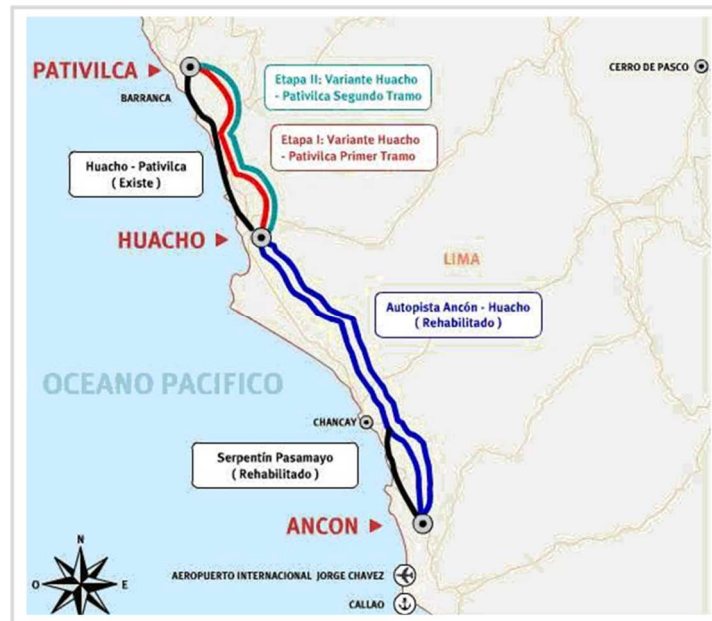 PATIVILCA
BARRANCA
CERRO DE PASCO
Etapa II: Variante Huacho
- Pativilca Segundo Tramo
Etapa I: Variante Huacho
- Pativilca Primer Tramo
Huacho - Pativilca
( Existe )
HUACHO
LIMA
Autopista Ancón - Huacho
( Rehabilitado )
OCEANO PACIFICO
CHANCAY
Serpentín Pasamayo
( Rehabilitado )
ANCON
N
O
E
S
AEROPUERTO INTERNACIONAL JORGE CHAVEZ
CALLAO